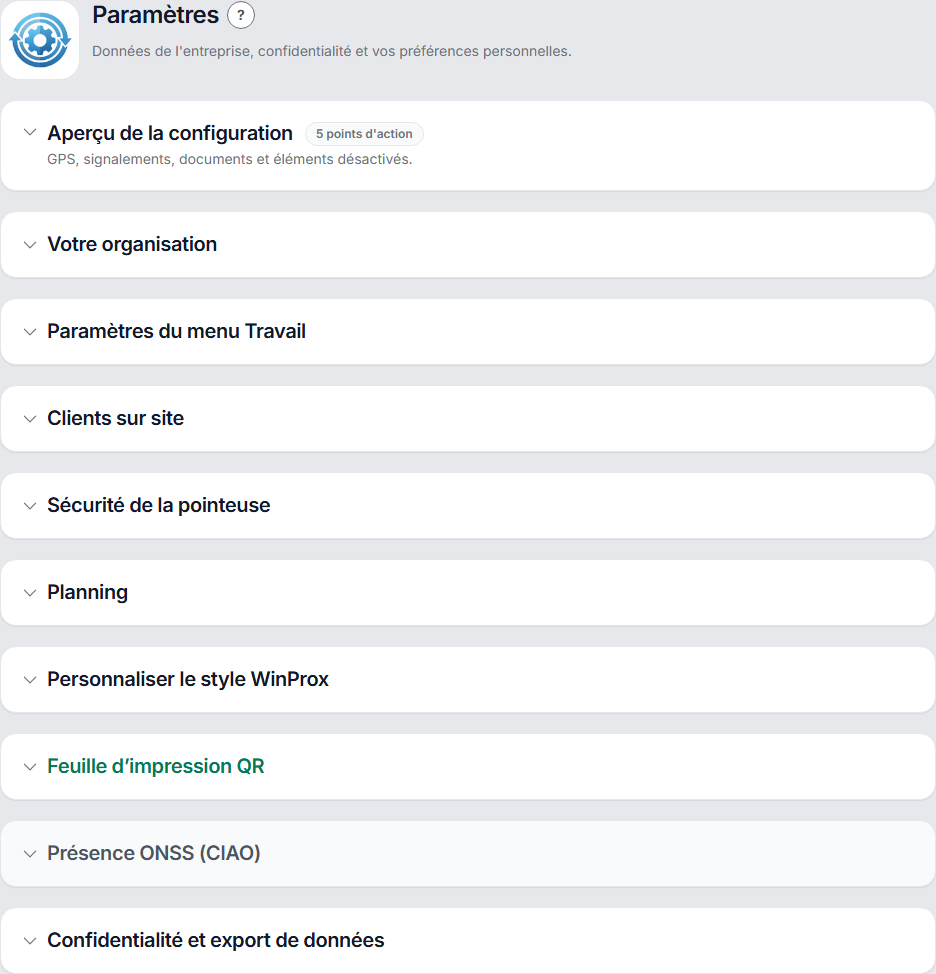 Paramètres ?
Données de l'entreprise, confidentialité et vos préférences personnelles.
Aperçu de la configuration 5 points d'action
GPS, signalements, documents et éléments désactivés.
Votre organisation
Paramètres du menu Travail
Clients sur site
Sécurité de la pointeuse
Planning
Personnaliser le style WinProx
Feuille d’impression QR
Présence ONSS (CIAO)
Confidentialité et export de données